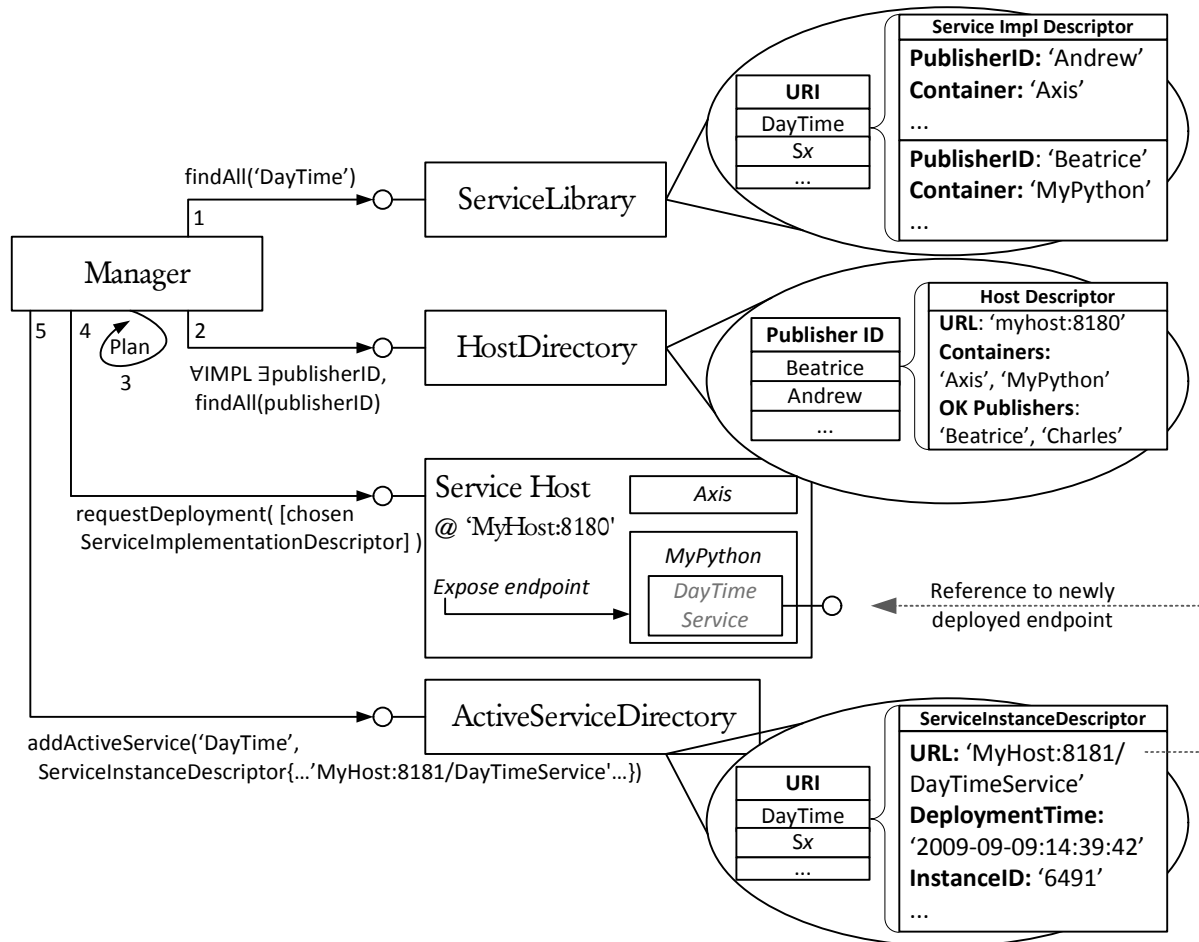 Service Impl Descriptor
PublisherID: ‘Andrew’
Container: ‘Axis’
...
PublisherID: ‘Beatrice’
Container: ‘MyPython’
...
URI
DayTime
Sx
...
findAll(‘DayTime’)
1
ServiceLibrary
Manager
5
4
Plan
3
2
∀IMPL ∃publisherID,
findAll(publisherID)
HostDirectory
Publisher ID
Beatrice
Andrew
...
Host Descriptor
URL: ‘myhost:8180’
Containers:
‘Axis’, ‘MyPython’
OK Publishers:
‘Beatrice’, ‘Charles’
requestDeployment( [chosen
ServiceImplementationDescriptor] )
Service Host
@ ‘MyHost:8180'
Axis
MyPython
Expose endpoint
DayTime
Service
Reference to newly
deployed endpoint
ActiveServiceDirectory
addActiveService(‘DayTime’,
ServiceInstanceDescriptor{…’MyHost:8181/DayTimeService'…})
URI
DayTime
Sx
...
ServiceInstanceDescriptor
URL: ‘MyHost:8181/
DayTimeService’
DeploymentTime:
‘2009-09-09:14:39:42’
InstanceID: ‘6491’
...